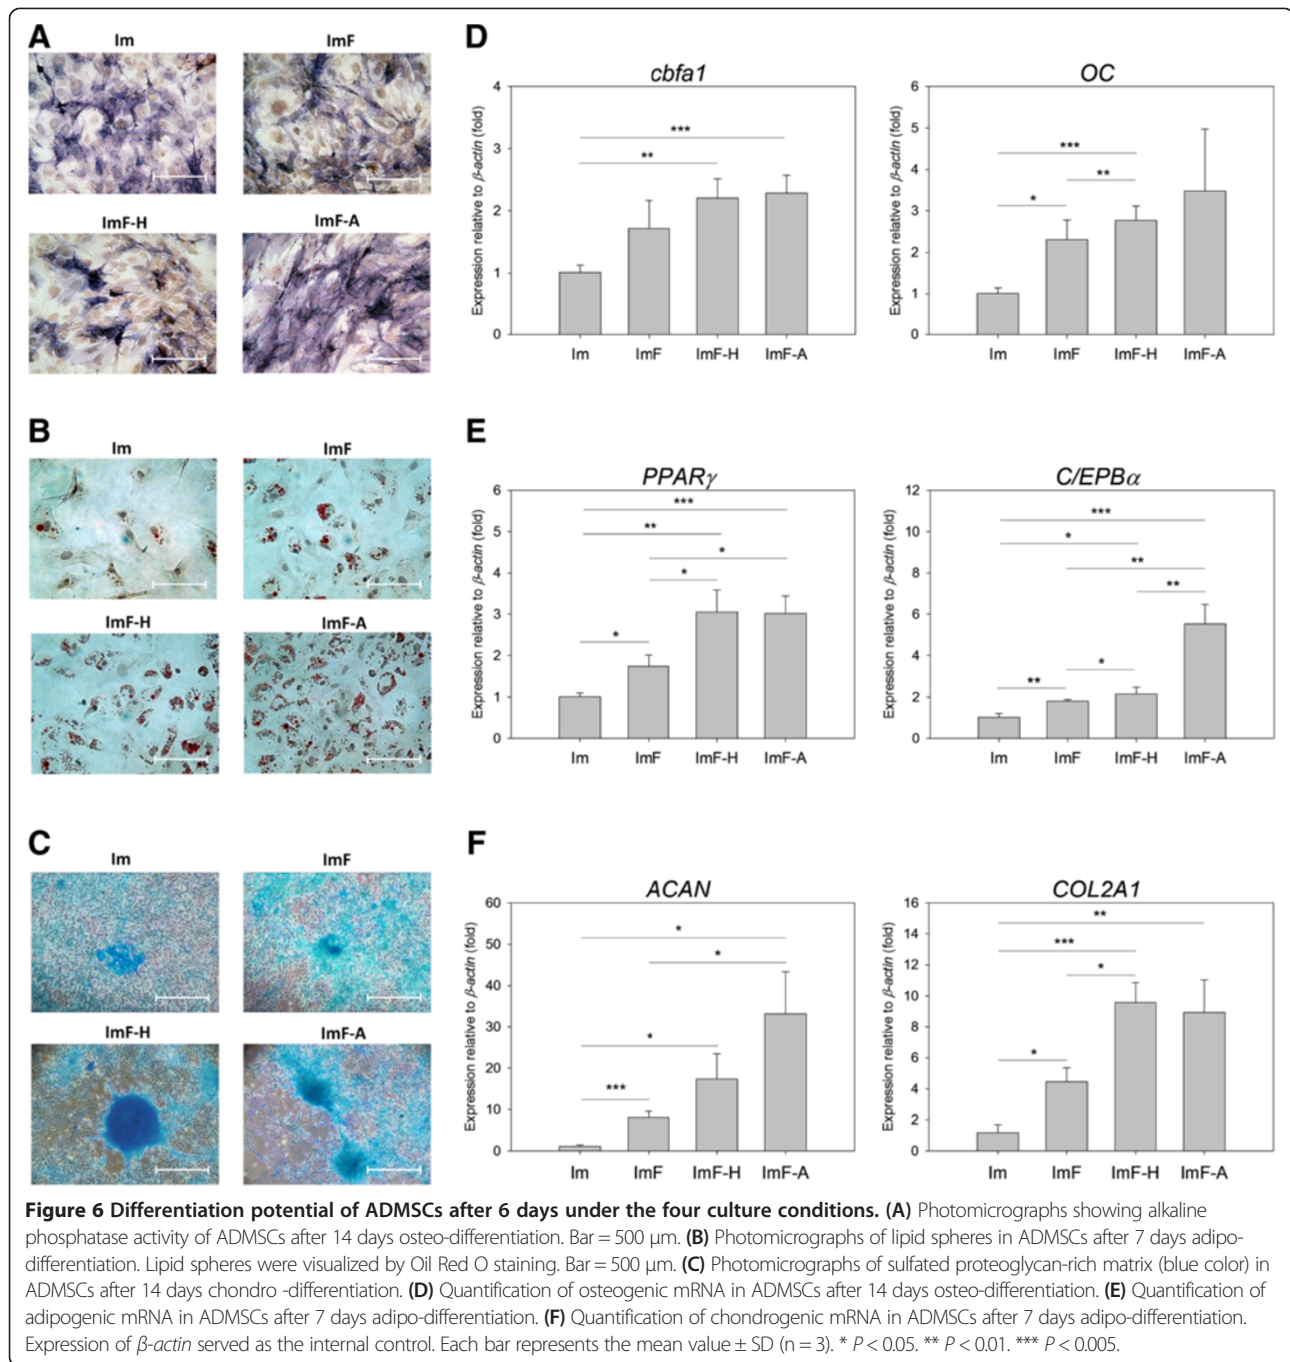 A
Im
ImF
ImF-H
ImF-A
D
cbfa1
Expression relative to β-actin (fold)
4
3
2
1
0
***
**
Im ImF ImF-H ImF-A
OC
Expression relative to β-actin (fold)
6
5
4
3
2
1
0
***
**
*
Im ImF ImF-H ImF-A
B
Im
ImF
ImF-H
ImF-A
E
PPARγ
Expression relative to β-actin (fold)
6
5
4
3
2
1
0
***
**
*
*
*
Im ImF ImF-H ImF-A
C/EPBα
Expression relative to β-actin (fold)
12
10
8
6
4
2
0
***
*
**
**
*
**
Im ImF ImF-H ImF-A
C
Im
ImF
ImF-H
ImF-A
F
ACAN
Expression relative to β-actin (fold)
60
50
40
30
20
10
0
*
*
*
***
Im ImF ImF-H ImF-A
COL2A1
Expression relative to β-actin (fold)
16
14
12
10
8
6
4
2
0
**
***
*
*
Im ImF ImF-H ImF-A
Figure 6 Differentiation potential of ADMSCs after 6 days under the four culture conditions. (A) Photomicrographs showing alkaline
phosphatase activity of ADMSCs after 14 days osteo-differentiation. Bar = 500 μm. (B) Photomicrographs of lipid spheres in ADMSCs after 7 days adipo-
differentiation. Lipid spheres were visualized by Oil Red O staining. Bar = 500 μm. (C) Photomicrographs of sulfated proteoglycan-rich matrix (blue color) in
ADMSCs after 14 days chondro -differentiation. (D) Quantification of osteogenic mRNA in ADMSCs after 14 days osteo-differentiation. (E) Quantification of
adipogenic mRNA in ADMSCs after 7 days adipo-differentiation. (F) Quantification of chondrogenic mRNA in ADMSCs after 7 days adipo-differentiation.
Expression of β-actin served as the internal control. Each bar represents the mean value ± SD (n = 3). * P < 0.05. ** P < 0.01. *** P < 0.005.